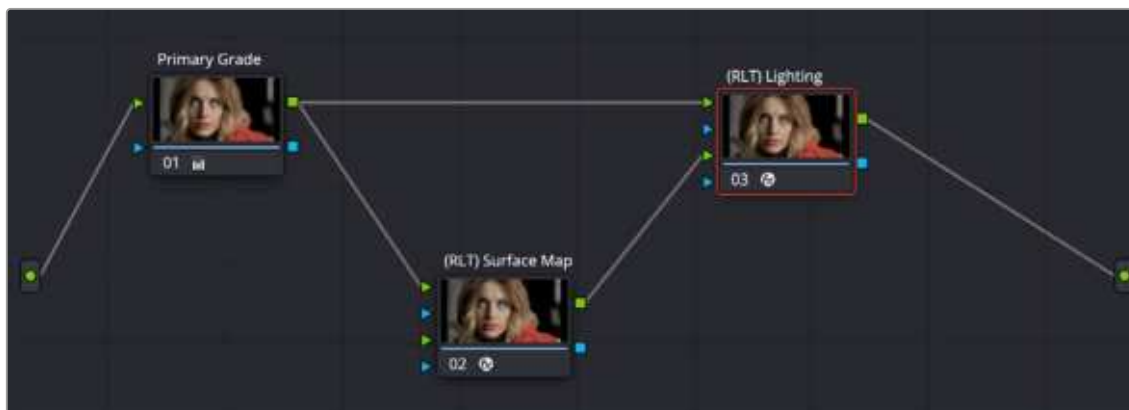 Primary Grade
01
(RLT) Lighting
03
(RLT) Surface Map
02